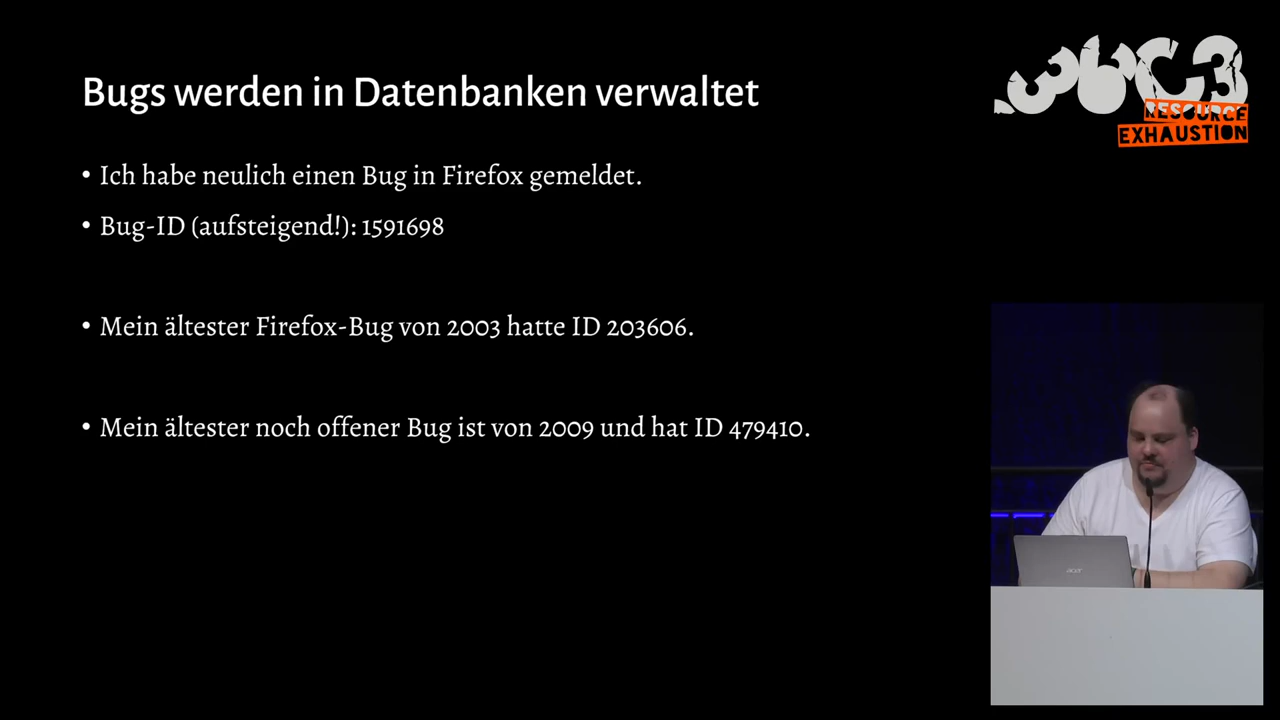 Bugs werden in Datenbanken verwaltet
36C3
RESOURCE
EXHAUSTION
• Ich habe neulich einen Bug in Firefox gemeldet.
• Bug-ID (aufsteigend!): 1591698
• Mein ältester Firefox-Bug von 2003 hatte ID 203606.
• Mein ältester noch offener Bug ist von 2009 und hat ID 479410.
acer